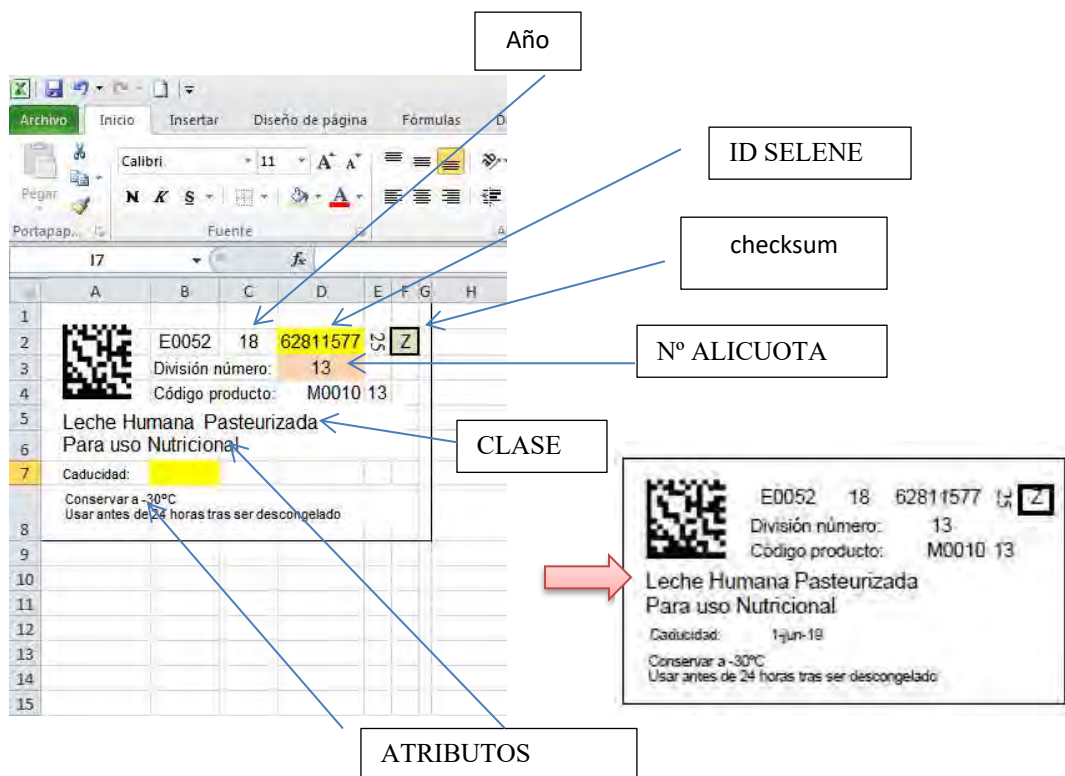 Año
Archivo Inicio Insertar Diseño de página Fórmulas
ID SELENE
Calibri 11
Pegar
N K S
Portapap... Fuente
checksum
I7 fx
A B C D E F G H
1
2 E0052 18 62811577 25 Z
Nº ALICUOTA
3 División número: 13
4 Código producto: M0010 13
5 Leche Humana Pasteurizada
6 Para uso Nutricional
CLASE
7 Caducidad:
Conservar a -30ºC
8 Usar antes de 24 horas tras ser descongelado
9
10
11
12
13
14
15
E0052 18 62811577 25 Z
División número: 13
Código producto: M0010 13
Leche Humana Pasteurizada
Para uso Nutricional
Caducidad: 1-jun-19
Conservar a -30ºC
Usar antes de 24 horas tras ser descongelado
ATRIBUTOS